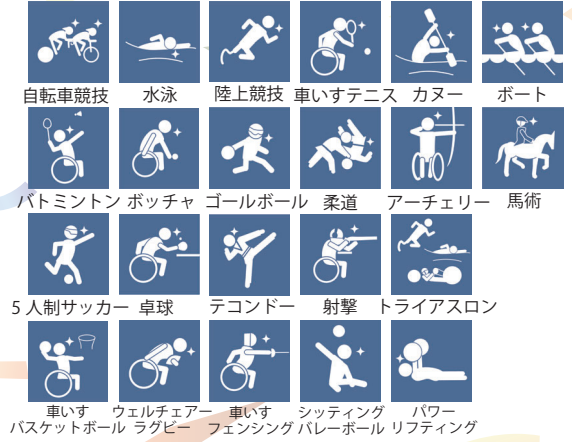 自転車競技 水泳 陸上競技 車いすテニス カヌー ボート
バトミントン ボッチャ ゴールボール 柔道 アーチェリー 馬術
5人制サッカー 卓球 テコンドー 射撃 トライアスロン
車いす ウェルチェアー 車いす シッティング パワー
バスケットボール ラグビー フェンシング バレーボール リフティング